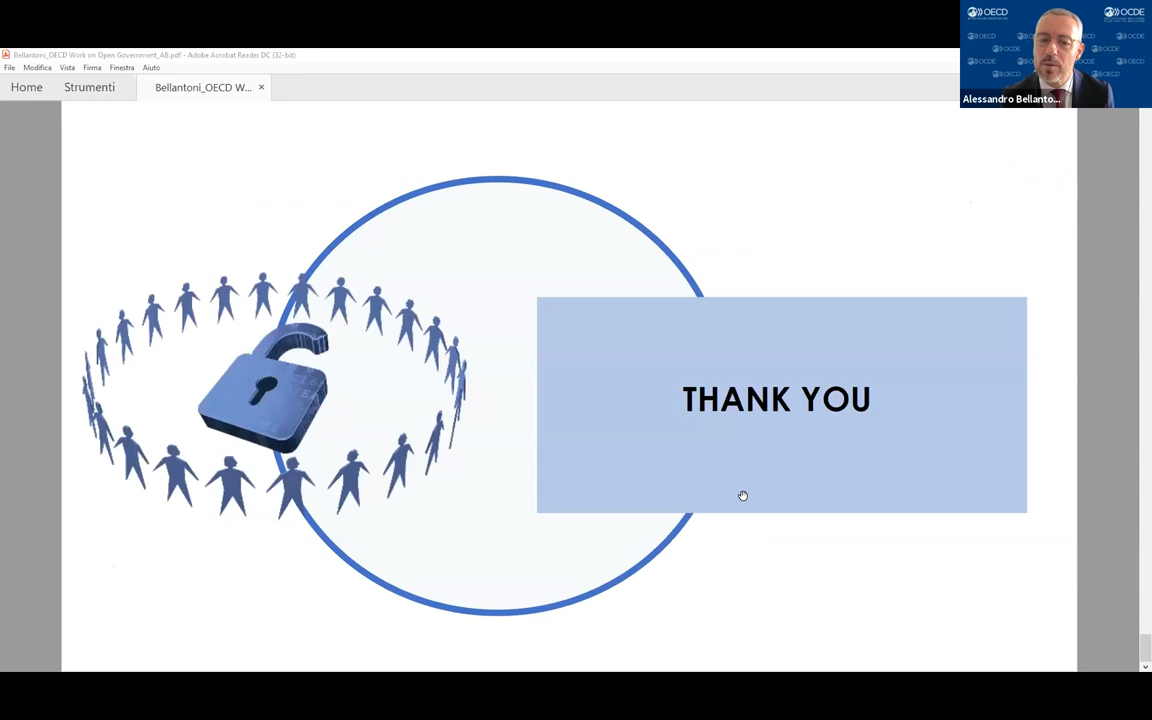 Bellantoni_OECD Work on Open Government_AB.pdf - Adobe Acrobat Reader DC (32-bit)
File Modifica Vista Firma Finestra Aiuto
Home Strumenti Bellantoni_OECD W... ×
OECD OCDE
Alessandro Bellanto...
THANK YOU